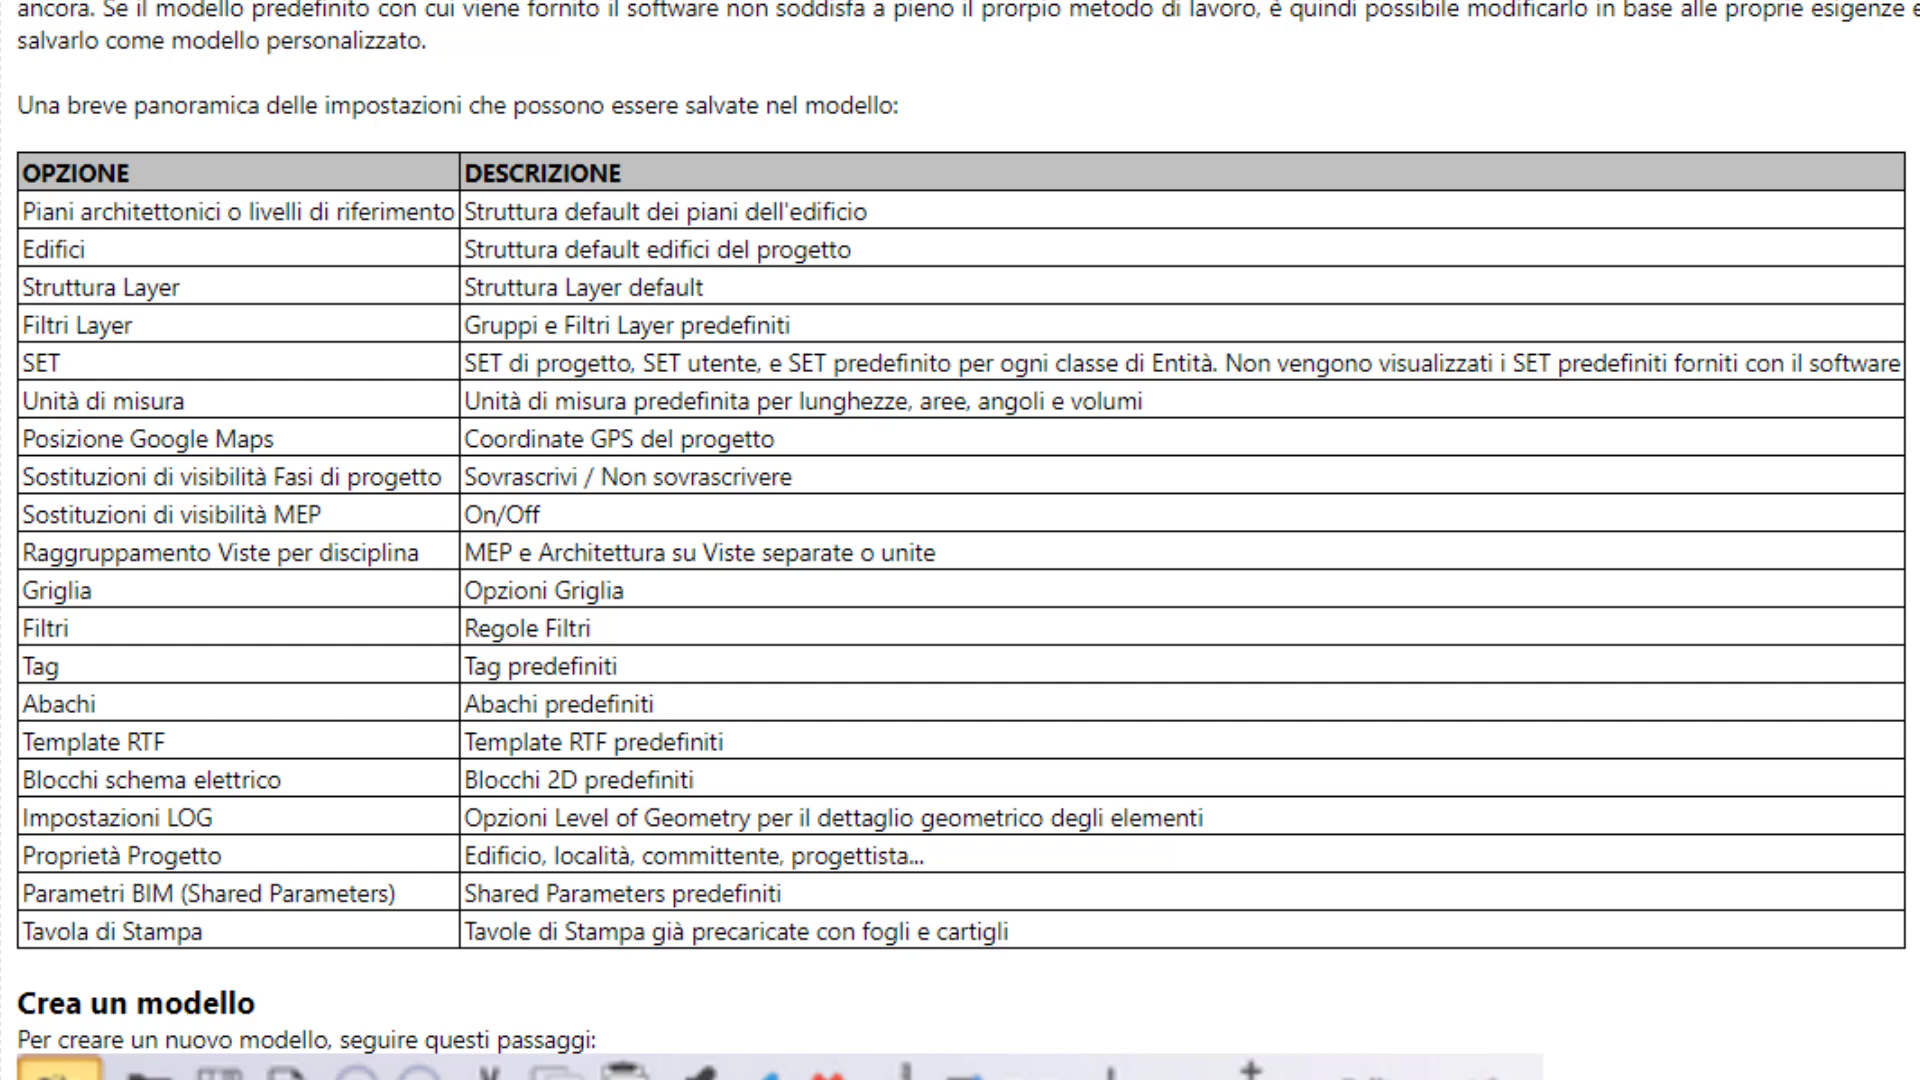 ancora. Se il modello predefinito con cui viene fornito il software non soddisfa a pieno il prorpio metodo di lavoro, è quindi possibile modificarlo in base alle proprie esigenze e
salvarlo come modello personalizzato.
Una breve panoramica delle impostazioni che possono essere salvate nel modello:
OPZIONE DESCRIZIONE
Piani architettonici o livelli di riferimento Struttura default dei piani dell'edificio
Edifici Struttura default edifici del progetto
Struttura Layer Struttura Layer default
Filtri Layer Gruppi e Filtri Layer predefiniti
SET SET di progetto, SET utente, e SET predefinito per ogni classe di Entità. Non vengono visualizzati i SET predefiniti forniti con il software
Unità di misura Unità di misura predefinita per lunghezze, aree, angoli e volumi
Posizione Google Maps Coordinate GPS del progetto
Sostituzioni di visibilità Fasi di progetto Sovrascrivi / Non sovrascrivere
Sostituzioni di visibilità MEP On/Off
Raggruppamento Viste per disciplina MEP e Architettura su Viste separate o unite
Griglia Opzioni Griglia
Filtri Regole Filtri
Tag Tag predefiniti
Abachi Abachi predefiniti
Template RTF Template RTF predefiniti
Blocchi schema elettrico Blocchi 2D predefiniti
Impostazioni LOG Opzioni Level of Geometry per il dettaglio geometrico degli elementi
Proprietà Progetto Edificio, località, committente, progettista...
Parametri BIM (Shared Parameters) Shared Parameters predefiniti
Tavola di Stampa Tavole di Stampa già precaricate con fogli e cartigli
Crea un modello
Per creare un nuovo modello, seguire questi passaggi: